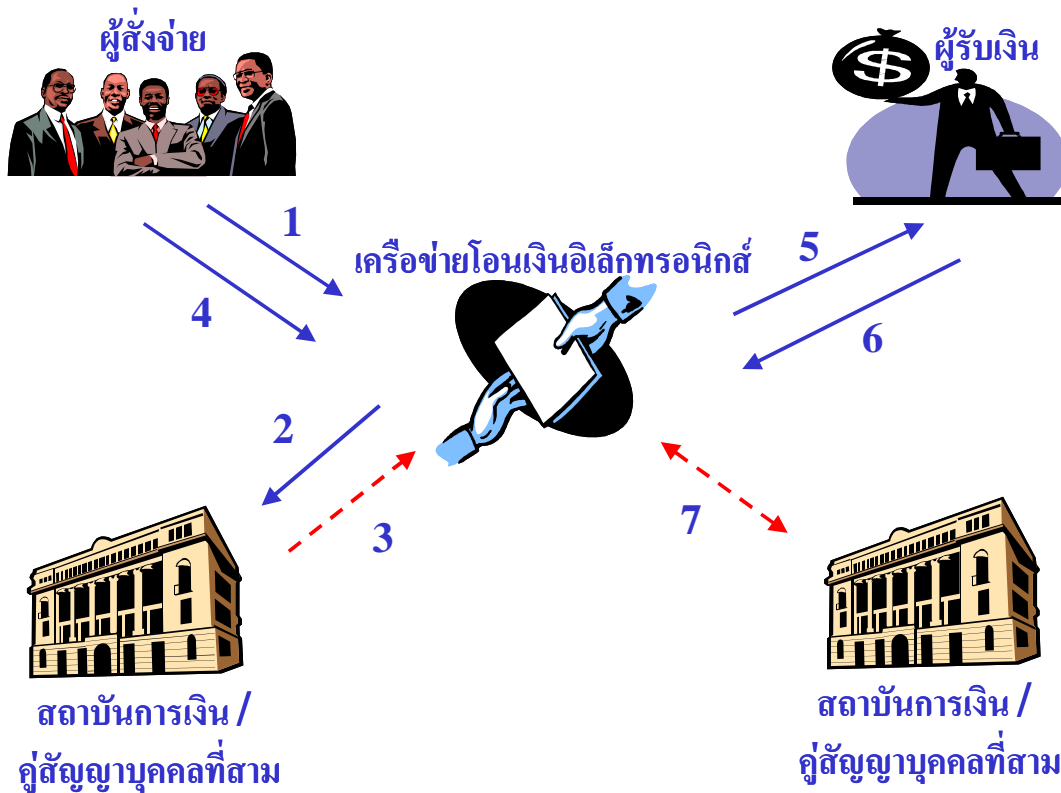 ผู้สั่งจ่าย
$
ผู้รับเงิน
1
4
เครือข่ายโอนเงินอิเล็กทรอนิกส์
5
6
2
3
7
สถาบันการเงิน /
คู่สัญญาบุคคลที่สาม
สถาบันการเงิน /
คู่สัญญาบุคคลที่สาม